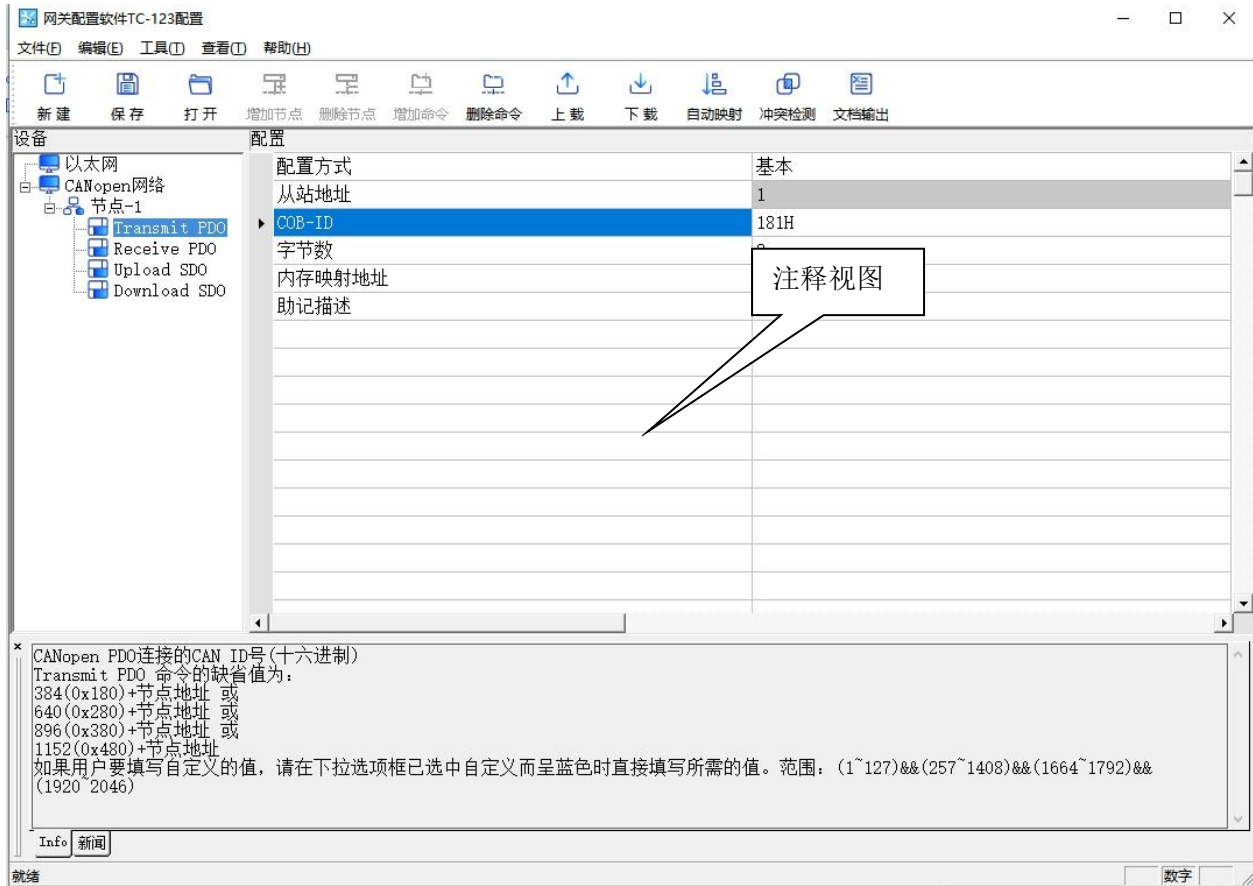 网关配置软件TC-123配置
文件(F) 编辑(E) 工具(T) 查看(T) 帮助(H)
新建 保存 打开 增加节点 删除节点 增加命令 删除命令 上载 下载 自动映射 冲突检测 文档输出
设备 配置
以太网
CANopen网络
节点-1
Transmit PDO
Receive PDO
Upload SDO
Download SDO
配置方式 基本
从站地址 1
COB-ID 181H
字节数
内存映射地址
助记描述
注释视图
CANopen PDO连接的CAN ID号(十六进制)
Transmit PDO 命令的缺省值为:
384(0x180)+节点地址 或
640(0x280)+节点地址 或
896(0x380)+节点地址 或
1152(0x480)+节点地址
如果用户要填写自定义的值，请在下拉选项框已选中自定义而呈蓝色时直接填写所需的值。范围: (1~127)&&(257~1408)&&(1664~1792)&&
(1920~2046)
Info 新闻
就绪 数字